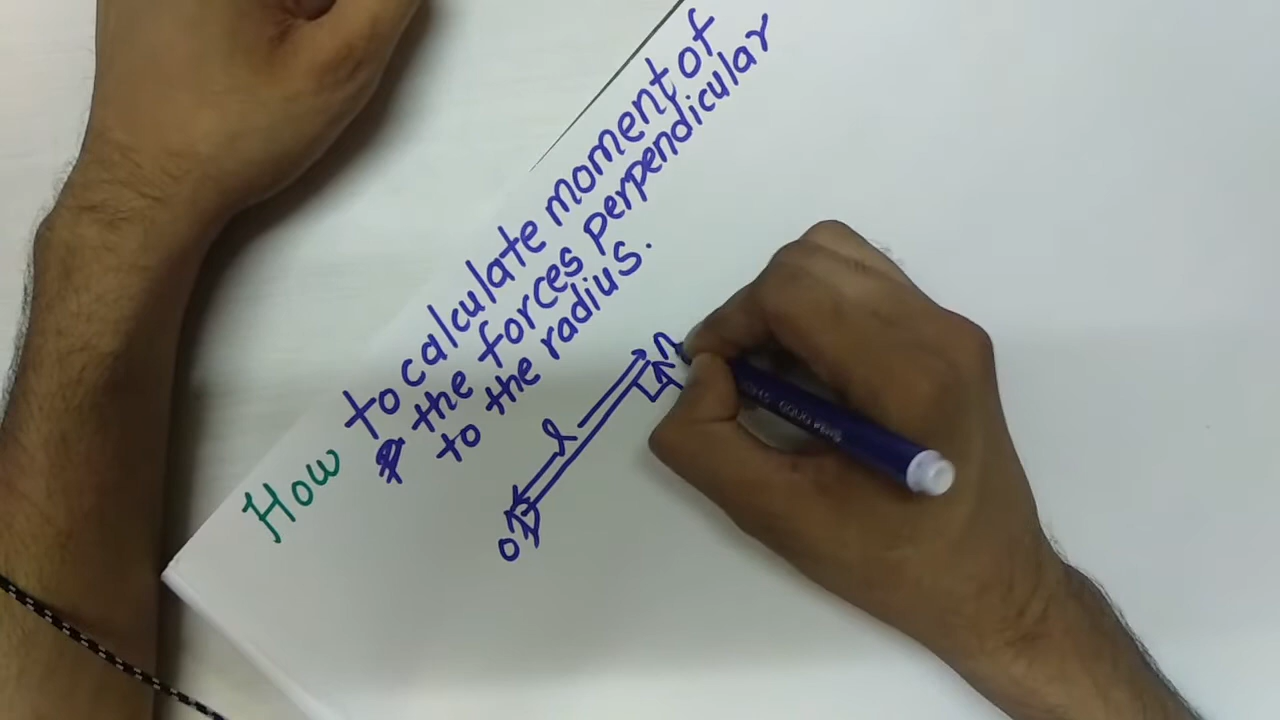 How to calculate moment of
the forces perpendicular
to the radius.
l
O